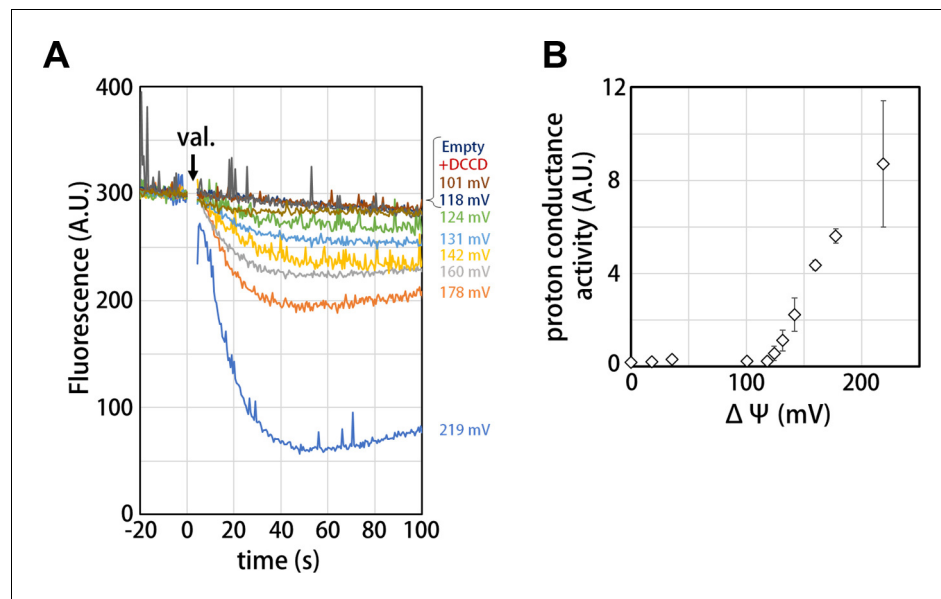 A
Fluorescence (A.U.)
400
300
200
100
0
val.
-20 0 20 40 60 80 100
time (s)
Empty
+DCCD
101 mV
118 mV
124 mV
131 mV
142 mV
160 mV
178 mV
219 mV
B
proton conductance
activity (A.U.)
12
8
4
0
0 100 200
Δ Ψ (mV)